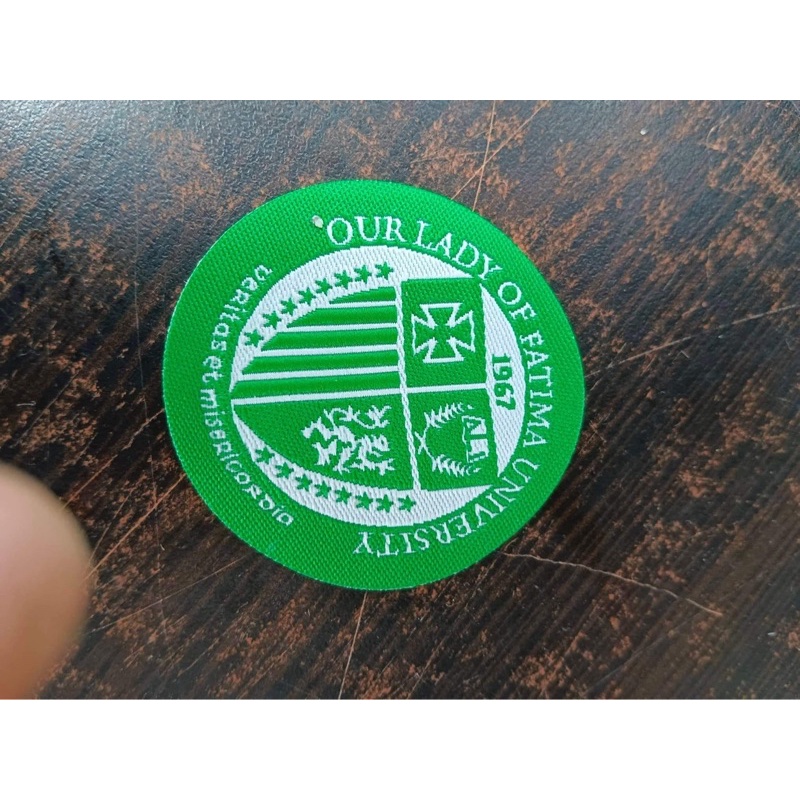 OUR LADY OF FATIMA UNIVERSITY
1967
veritas et misericordia